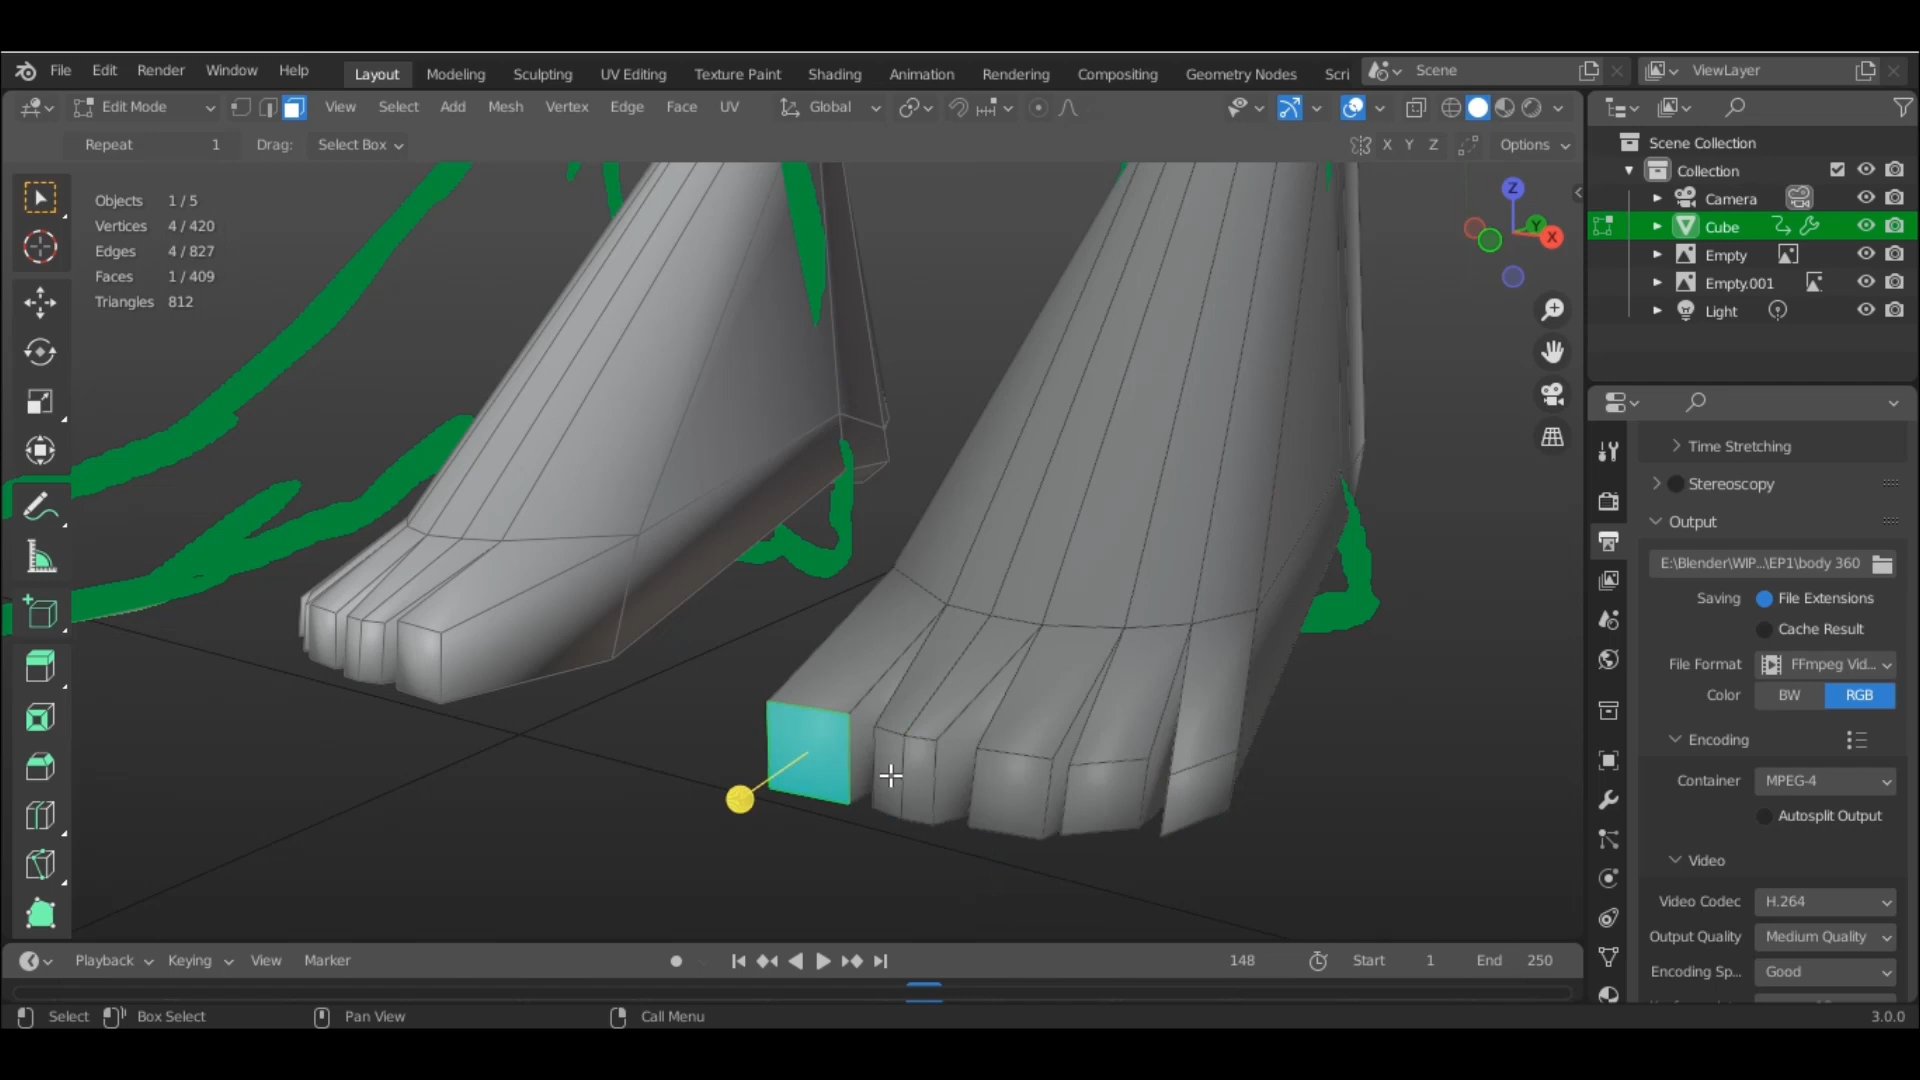 File Edit Render Window Help Layout Modeling Sculpting UV Editing Texture Paint Shading Animation Rendering Compositing Geometry Nodes Scri Scene ViewLayer
Edit Mode View Select Add Mesh Vertex Edge Face UV Global
Repeat 1 Drag: Select Box X Y Z Options
Objects 1 / 5
Vertices 4 / 420
Edges 4 / 827
Faces 1 / 409
Triangles 812
Z
Y
X
Scene Collection
Collection
Camera
Cube
Empty
Empty.001
Light
Time Stretching
Stereoscopy
Output
E:\Blender\WIP...\EP1\body 360
Saving File Extensions
Cache Result
File Format FFmpeg Vid...
Color BW RGB
Encoding
Container MPEG-4
Autosplit Output
Video
Video Codec H.264
Output Quality Medium Quality
Encoding Sp... Good
Playback Keying View Marker 148 Start 1 End 250
Select Box Select Pan View Call Menu 3.0.0